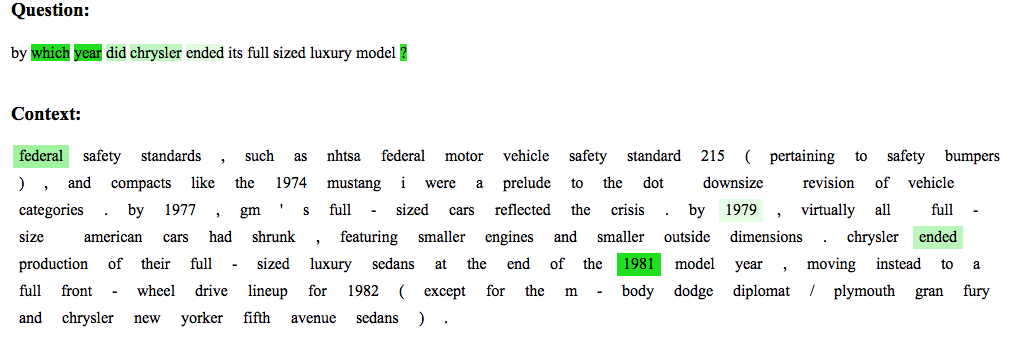 Question:
by which year did chrysler ended its full sized luxury model ?
Context:
federal safety standards , such as nhtsa federal motor vehicle safety standard 215 ( pertaining to safety bumpers
) , and compacts like the 1974 mustang i were a prelude to the dot downsize revision of vehicle
categories . by 1977 , gm ' s full - sized cars reflected the crisis . by 1979 , virtually all full -
size american cars had shrunk , featuring smaller engines and smaller outside dimensions . chrysler ended
production of their full - sized luxury sedans at the end of the 1981 model year , moving instead to a
full front - wheel drive lineup for 1982 ( except for the m - body dodge diplomat / plymouth gran fury
and chrysler new yorker fifth avenue sedans ) .